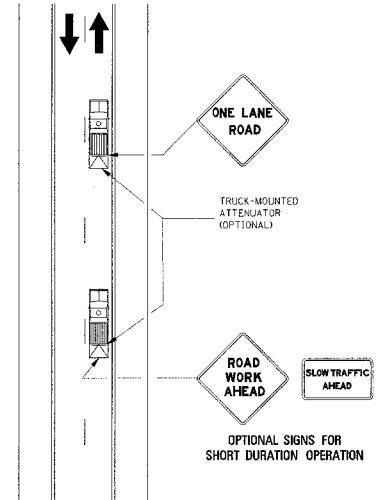 ONE LANE
ROAD
TRUCK-MOUNTED
ATTENUATOR
(OPTIONAL)
ROAD
WORK
AHEAD
SLOW TRAFFIC
AHEAD
OPTIONAL SIGNS FOR
SHORT DURATION OPERATION